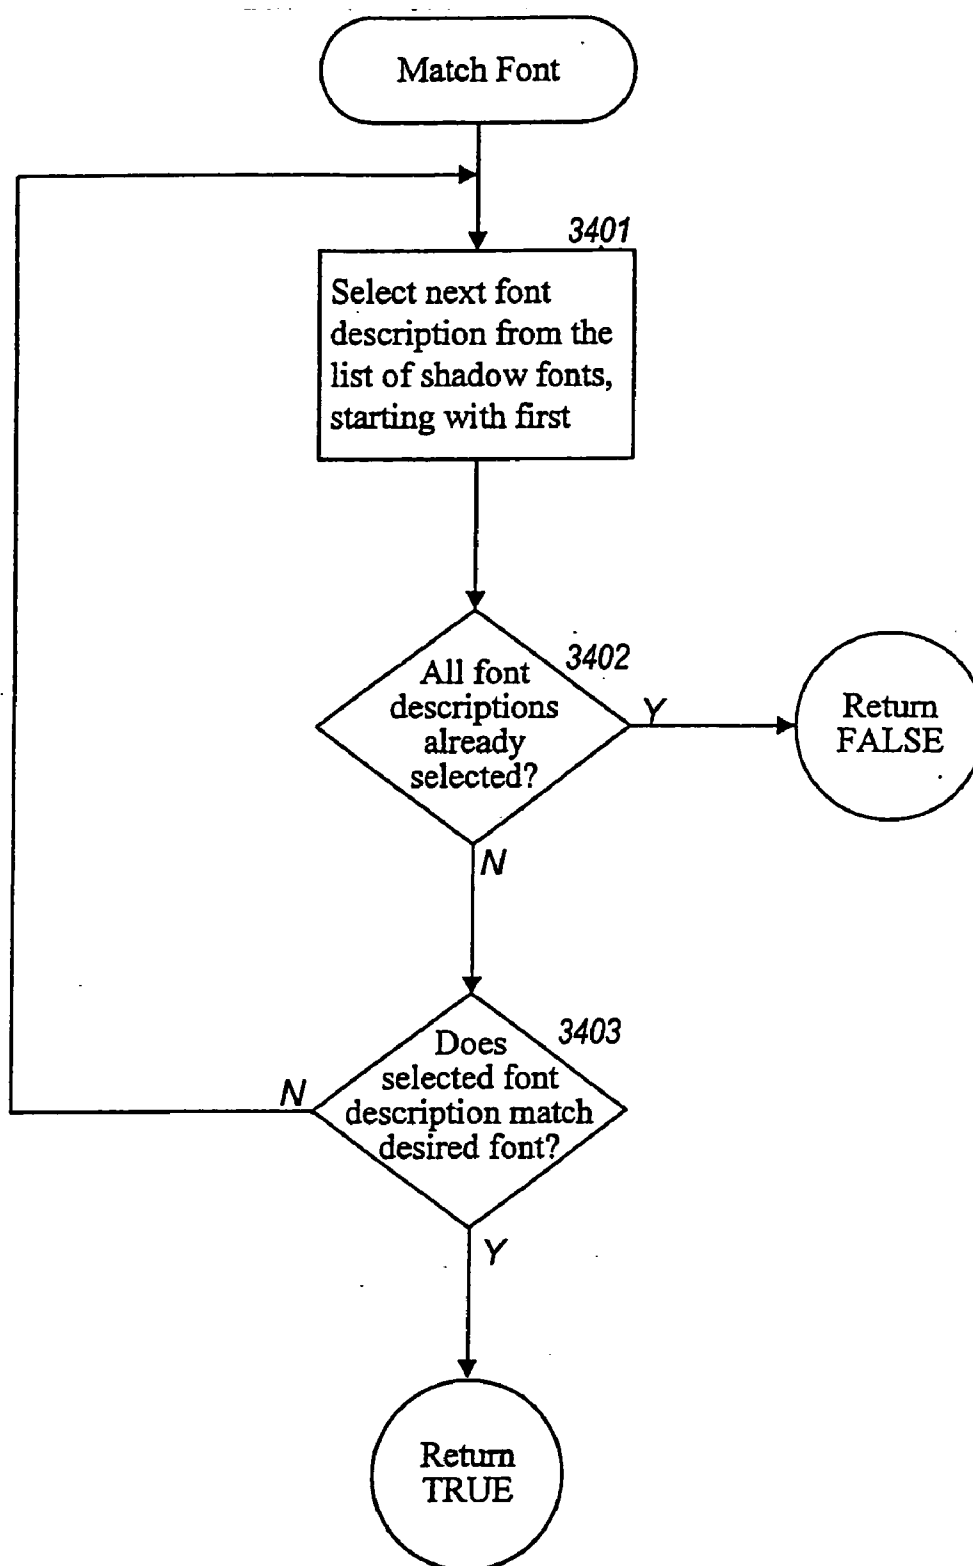 Match Font
3401
Select next font
description from the
list of shadow fonts,
starting with first
3402
All font
descriptions
already
selected?
Y
Return
FALSE
N
3403
Does
selected font
description match
desired font?
N
Y
Return
TRUE